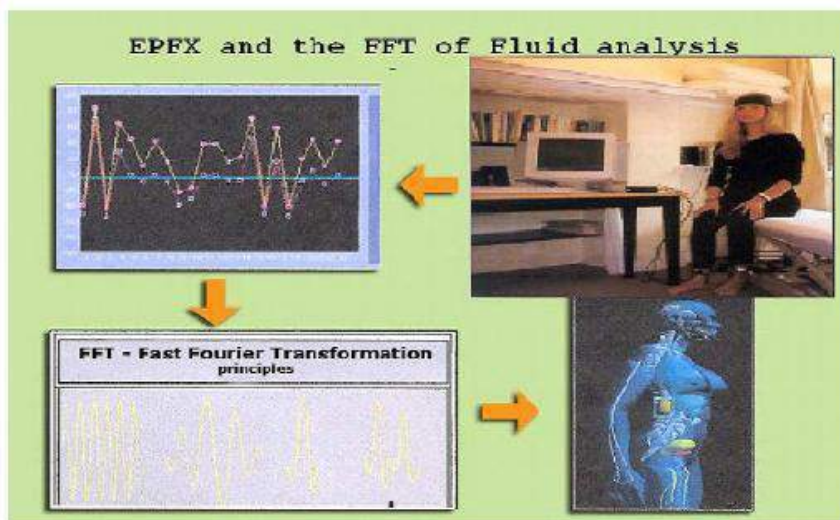 EPFX and the FFT of Fluid analysis
FFT - Fast Fourier Transformation
principles